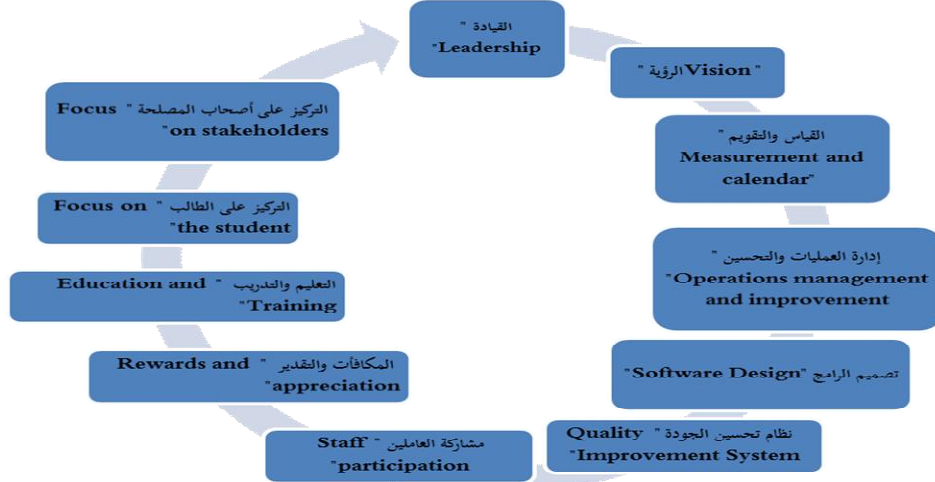 القيادة "
Leadership"
" Visionالرؤية "
القياس والتقويم "
Measurement and
calendar"
إدارة العمليات والتحسين "
Operations management"
and improvement
تصميم الرامج "Software Design"
نظام تحسين الجودة " Quality
Improvement System"
مشاركة العاملين " Staff
participation"
المكافأت والتقدير " Rewards and
appreciation"
التعليم والتدريب " Education and
Training"
التركيز على الطالب " Focus on
the student"
التركيز على أصحاب المصلحة " Focus
on stakeholders"